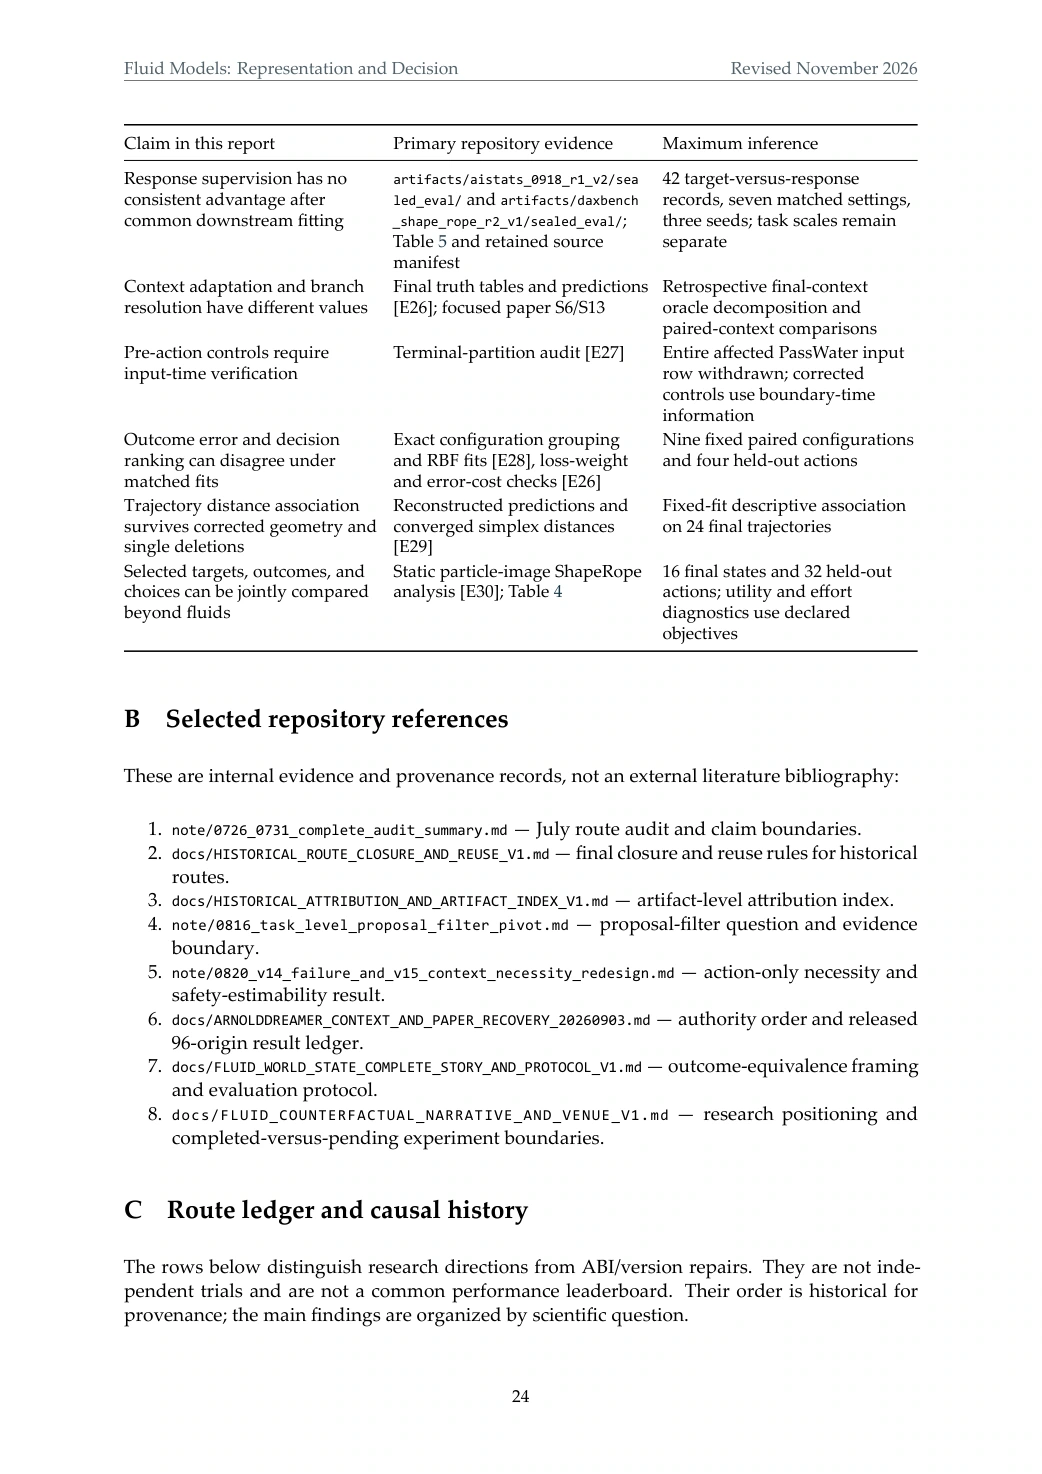 Fluid Models: Representation and Decision Revised November 2026
Claim in this report Primary repository evidence Maximum inference
Response supervision has no artifacts/aistats_0918_r1_v2/sea 42 target-versus-response
consistent advantage after led_eval/ and artifacts/daxbench records, seven matched settings,
common downstream fitting _shape_rope_r2_v1/sealed_eval/; three seeds; task scales remain
Table 5 and retained source separate
manifest
Context adaptation and branch Final truth tables and predictions Retrospective final-context
resolution have different values [E26]; focused paper S6/S13 oracle decomposition and
paired-context comparisons
Pre-action controls require Terminal-partition audit [E27] Entire affected PassWater input
input-time verification row withdrawn; corrected
controls use boundary-time
information
Outcome error and decision Exact configuration grouping Nine fixed paired configurations
ranking can disagree under and RBF fits [E28], loss-weight and four held-out actions
matched fits and error-cost checks [E26]
Trajectory distance association Reconstructed predictions and Fixed-fit descriptive association
survives corrected geometry and converged simplex distances on 24 final trajectories
single deletions [E29]
Selected targets, outcomes, and Static particle-image ShapeRope 16 final states and 32 held-out
choices can be jointly compared analysis [E30]; Table 4 actions; utility and effort
beyond fluids diagnostics use declared
objectives
B Selected repository references
These are internal evidence and provenance records, not an external literature bibliography:
1. note/0726_0731_complete_audit_summary.md — July route audit and claim boundaries.
2. docs/HISTORICAL_ROUTE_CLOSURE_AND_REUSE_V1.md — final closure and reuse rules for historical
routes.
3. docs/HISTORICAL_ATTRIBUTION_AND_ARTIFACT_INDEX_V1.md — artifact-level attribution index.
4. note/0816_task_level_proposal_filter_pivot.md — proposal-filter question and evidence
boundary.
5. note/0820_v14_failure_and_v15_context_necessity_redesign.md — action-only necessity and
safety-estimability result.
6. docs/ARNOLDDREAMER_CONTEXT_AND_PAPER_RECOVERY_20260903.md — authority order and released
96-origin result ledger.
7. docs/FLUID_WORLD_STATE_COMPLETE_STORY_AND_PROTOCOL_V1.md — outcome-equivalence framing
and evaluation protocol.
8. docs/FLUID_COUNTERFACTUAL_NARRATIVE_AND_VENUE_V1.md — research positioning and
completed-versus-pending experiment boundaries.
C Route ledger and causal history
The rows below distinguish research directions from ABI/version repairs. They are not inde-
pendent trials and are not a common performance leaderboard. Their order is historical for
provenance; the main findings are organized by scientific question.
24